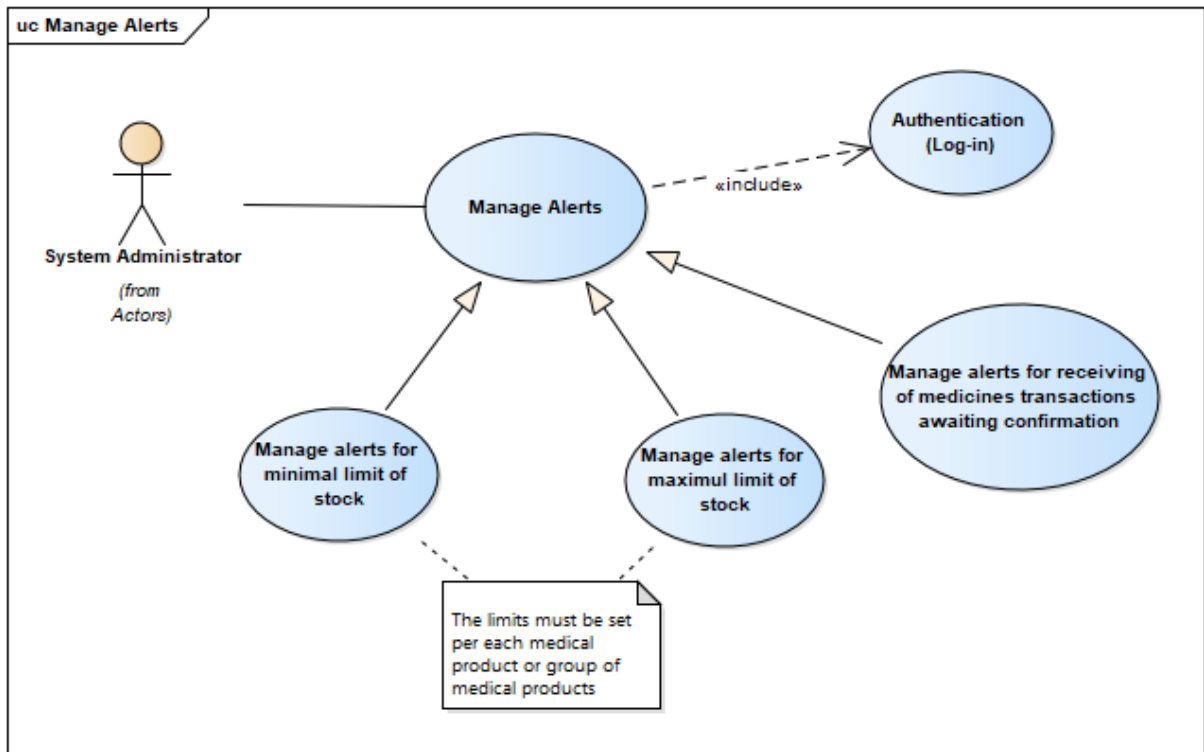 uc Manage Alerts
Authentication
(Log-in)
«include»
Manage Alerts
System Administrator
(from
Actors)
Manage alerts for receiving
of medicines transactions
awaiting confirmation
Manage alerts for
minimal limit of
stock
Manage alerts for
maximul limit of
stock
The limits must be set
per each medical
product or group of
medical products